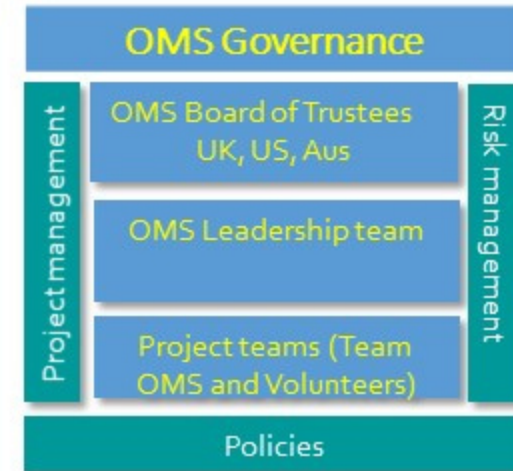 OMS Governance
Project management
OMS Board of Trustees
UK, US, Aus
OMS Leadership team
Project teams (Team
OMS and Volunteers)
Risk management
Policies